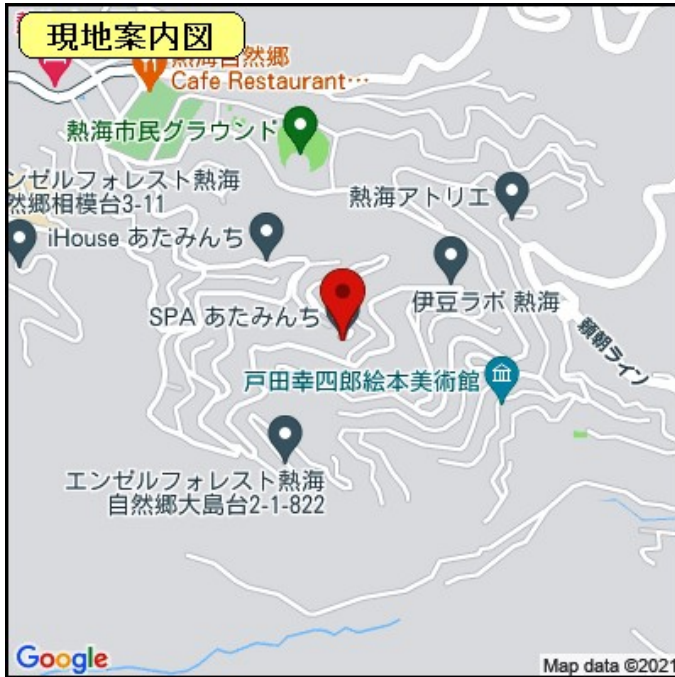 現地案内図
熱海自然郷
Cafe Restaurant…
熱海市民グラウンド
ンゼルフォレスト熱海
然郷相模台3-11
熱海アトリエ
iHouse あたみんち
SPA あたみんち
伊豆ラボ 熱海
頼朝ライン
戸田幸四郎絵本美術館
エンゼルフォレスト熱海
自然郷大島台2-1-822
Google
Map data ©2021